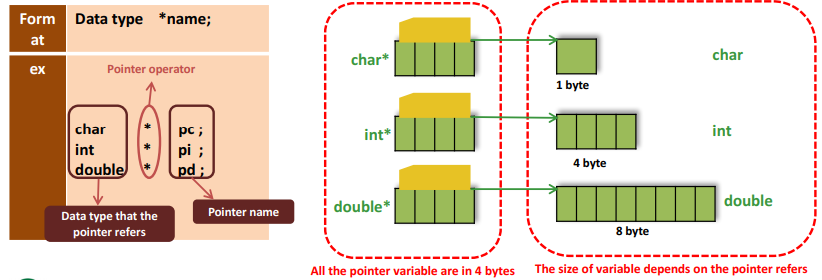 Form
at
Data type *name;
ex
Pointer operator
char * pc ;
int * pi ;
double * pd ;
Data type that the
pointer refers
Pointer name
char*
int*
double*
1 byte
char
4 byte
int
8 byte
double
All the pointer variable are in 4 bytes
The size of variable depends on the pointer refers